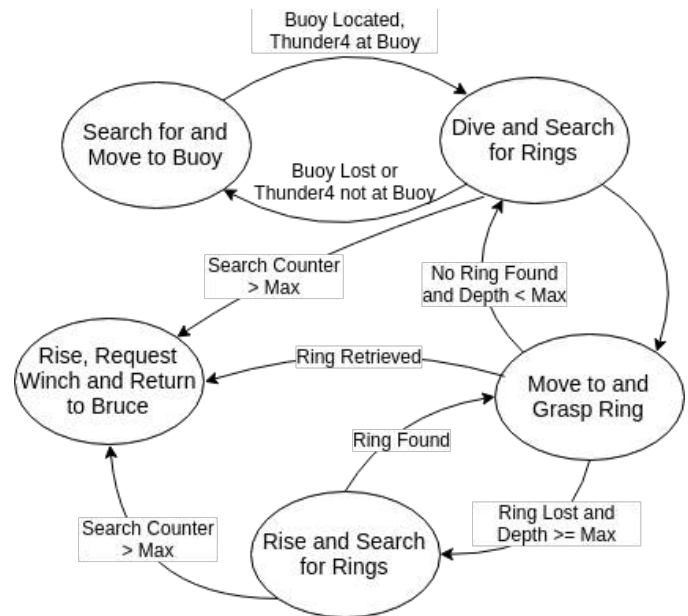 Buoy Located,
Thunder4 at Buoy
Search for and
Move to Buoy
Dive and Search
for Rings
Buoy Lost or
Thunder4 not at Buoy
Search Counter
> Max
No Ring Found
and Depth < Max
Rise, Request
Winch and Return
to Bruce
Ring Retrieved
Move to and
Grasp Ring
Ring Found
Search Counter
> Max
Rise and Search
for Rings
Ring Lost and
Depth >= Max